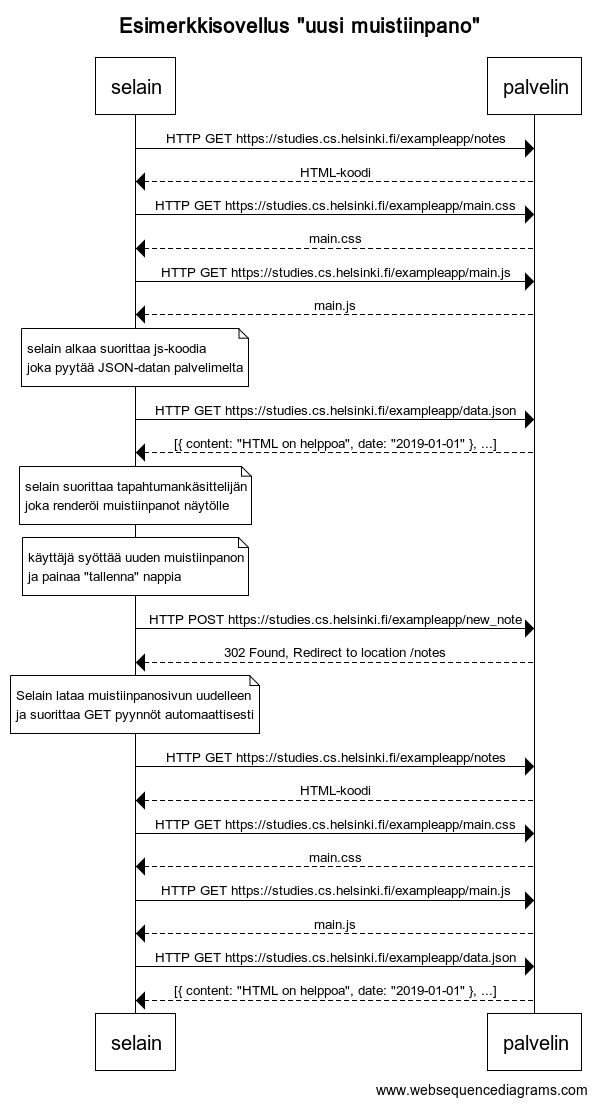 Esimerkkisovellus "uusi muistiinpano"
selain palvelin
HTTP GET https://studies.cs.helsinki.fi/exampleapp/notes
HTML-koodi
HTTP GET https://studies.cs.helsinki.fi/exampleapp/main.css
main.css
HTTP GET https://studies.cs.helsinki.fi/exampleapp/main.js
main.js
selain alkaa suorittaa js-koodia
joka pyytää JSON-datan palvelimelta
HTTP GET https://studies.cs.helsinki.fi/exampleapp/data.json
[{ content: "HTML on helppoa", date: "2019-01-01" }, ...]
selain suorittaa tapahtumankäsittelijän
joka renderöi muistiinpanot näytölle
käyttäjä syöttää uuden muistiinpanon
ja painaa "tallenna" nappia
HTTP POST https://studies.cs.helsinki.fi/exampleapp/new_note
302 Found, Redirect to location /notes
Selain lataa muistiinpanosivun uudelleen
ja suorittaa GET pyynnöt automaattisesti
HTTP GET https://studies.cs.helsinki.fi/exampleapp/notes
HTML-koodi
HTTP GET https://studies.cs.helsinki.fi/exampleapp/main.css
main.css
HTTP GET https://studies.cs.helsinki.fi/exampleapp/main.js
main.js
HTTP GET https://studies.cs.helsinki.fi/exampleapp/data.json
[{ content: "HTML on helppoa", date: "2019-01-01" }, ...]
selain palvelin
www.websequencediagrams.com